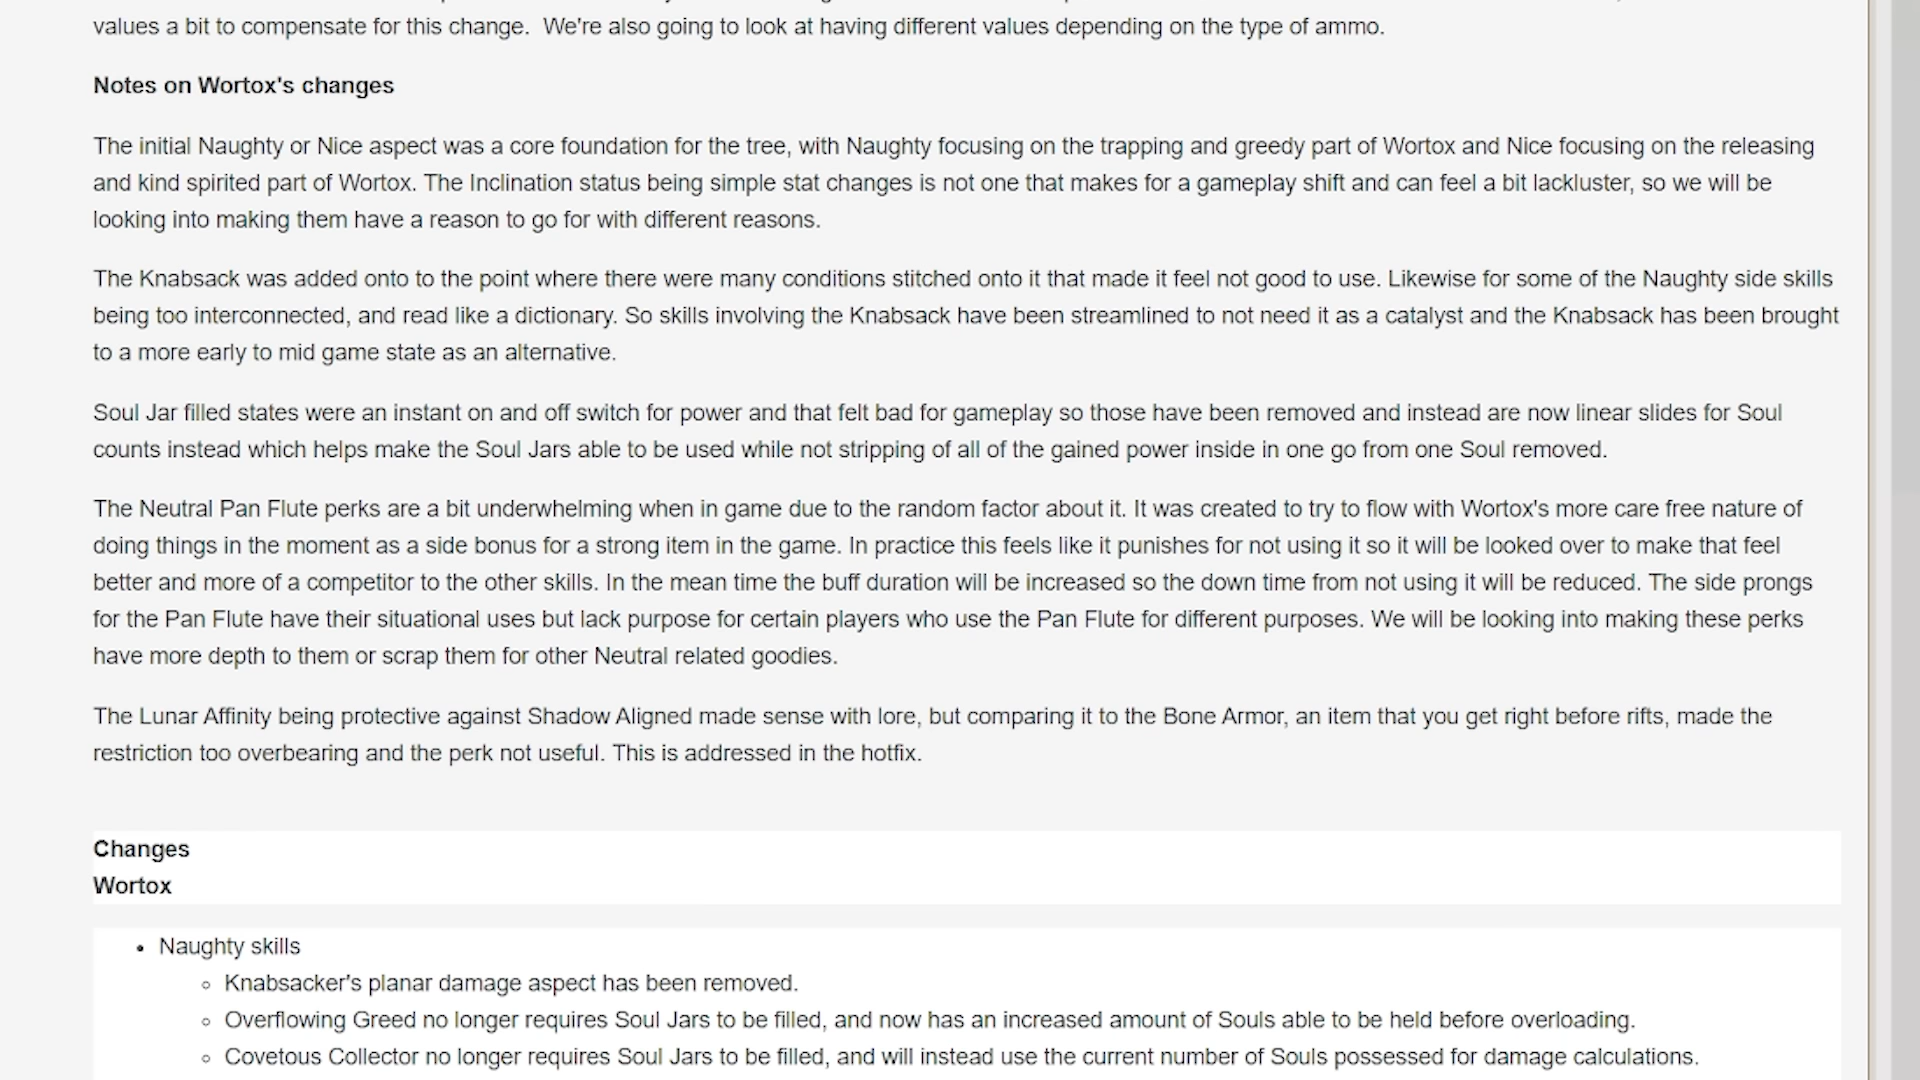 values a bit to compensate for this change.  We're also going to look at having different values depending on the type of ammo.
Notes on Wortox's changes
The initial Naughty or Nice aspect was a core foundation for the tree, with Naughty focusing on the trapping and greedy part of Wortox and Nice focusing on the releasing
and kind spirited part of Wortox. The Inclination status being simple stat changes is not one that makes for a gameplay shift and can feel a bit lackluster, so we will be
looking into making them have a reason to go for with different reasons.
The Knabsack was added onto to the point where there were many conditions stitched onto it that made it feel not good to use. Likewise for some of the Naughty side skills
being too interconnected, and read like a dictionary. So skills involving the Knabsack have been streamlined to not need it as a catalyst and the Knabsack has been brought
to a more early to mid game state as an alternative.
Soul Jar filled states were an instant on and off switch for power and that felt bad for gameplay so those have been removed and instead are now linear slides for Soul
counts instead which helps make the Soul Jars able to be used while not stripping of all of the gained power inside in one go from one Soul removed.
The Neutral Pan Flute perks are a bit underwhelming when in game due to the random factor about it. It was created to try to flow with Wortox's more care free nature of
doing things in the moment as a side bonus for a strong item in the game. In practice this feels like it punishes for not using it so it will be looked over to make that feel
better and more of a competitor to the other skills. In the mean time the buff duration will be increased so the down time from not using it will be reduced. The side prongs
for the Pan Flute have their situational uses but lack purpose for certain players who use the Pan Flute for different purposes. We will be looking into making these perks
have more depth to them or scrap them for other Neutral related goodies.
The Lunar Affinity being protective against Shadow Aligned made sense with lore, but comparing it to the Bone Armor, an item that you get right before rifts, made the
restriction too overbearing and the perk not useful. This is addressed in the hotfix.
Changes
Wortox
• Naughty skills
◦ Knabsacker's planar damage aspect has been removed.
◦ Overflowing Greed no longer requires Soul Jars to be filled, and now has an increased amount of Souls able to be held before overloading.
◦ Covetous Collector no longer requires Soul Jars to be filled, and will instead use the current number of Souls possessed for damage calculations.